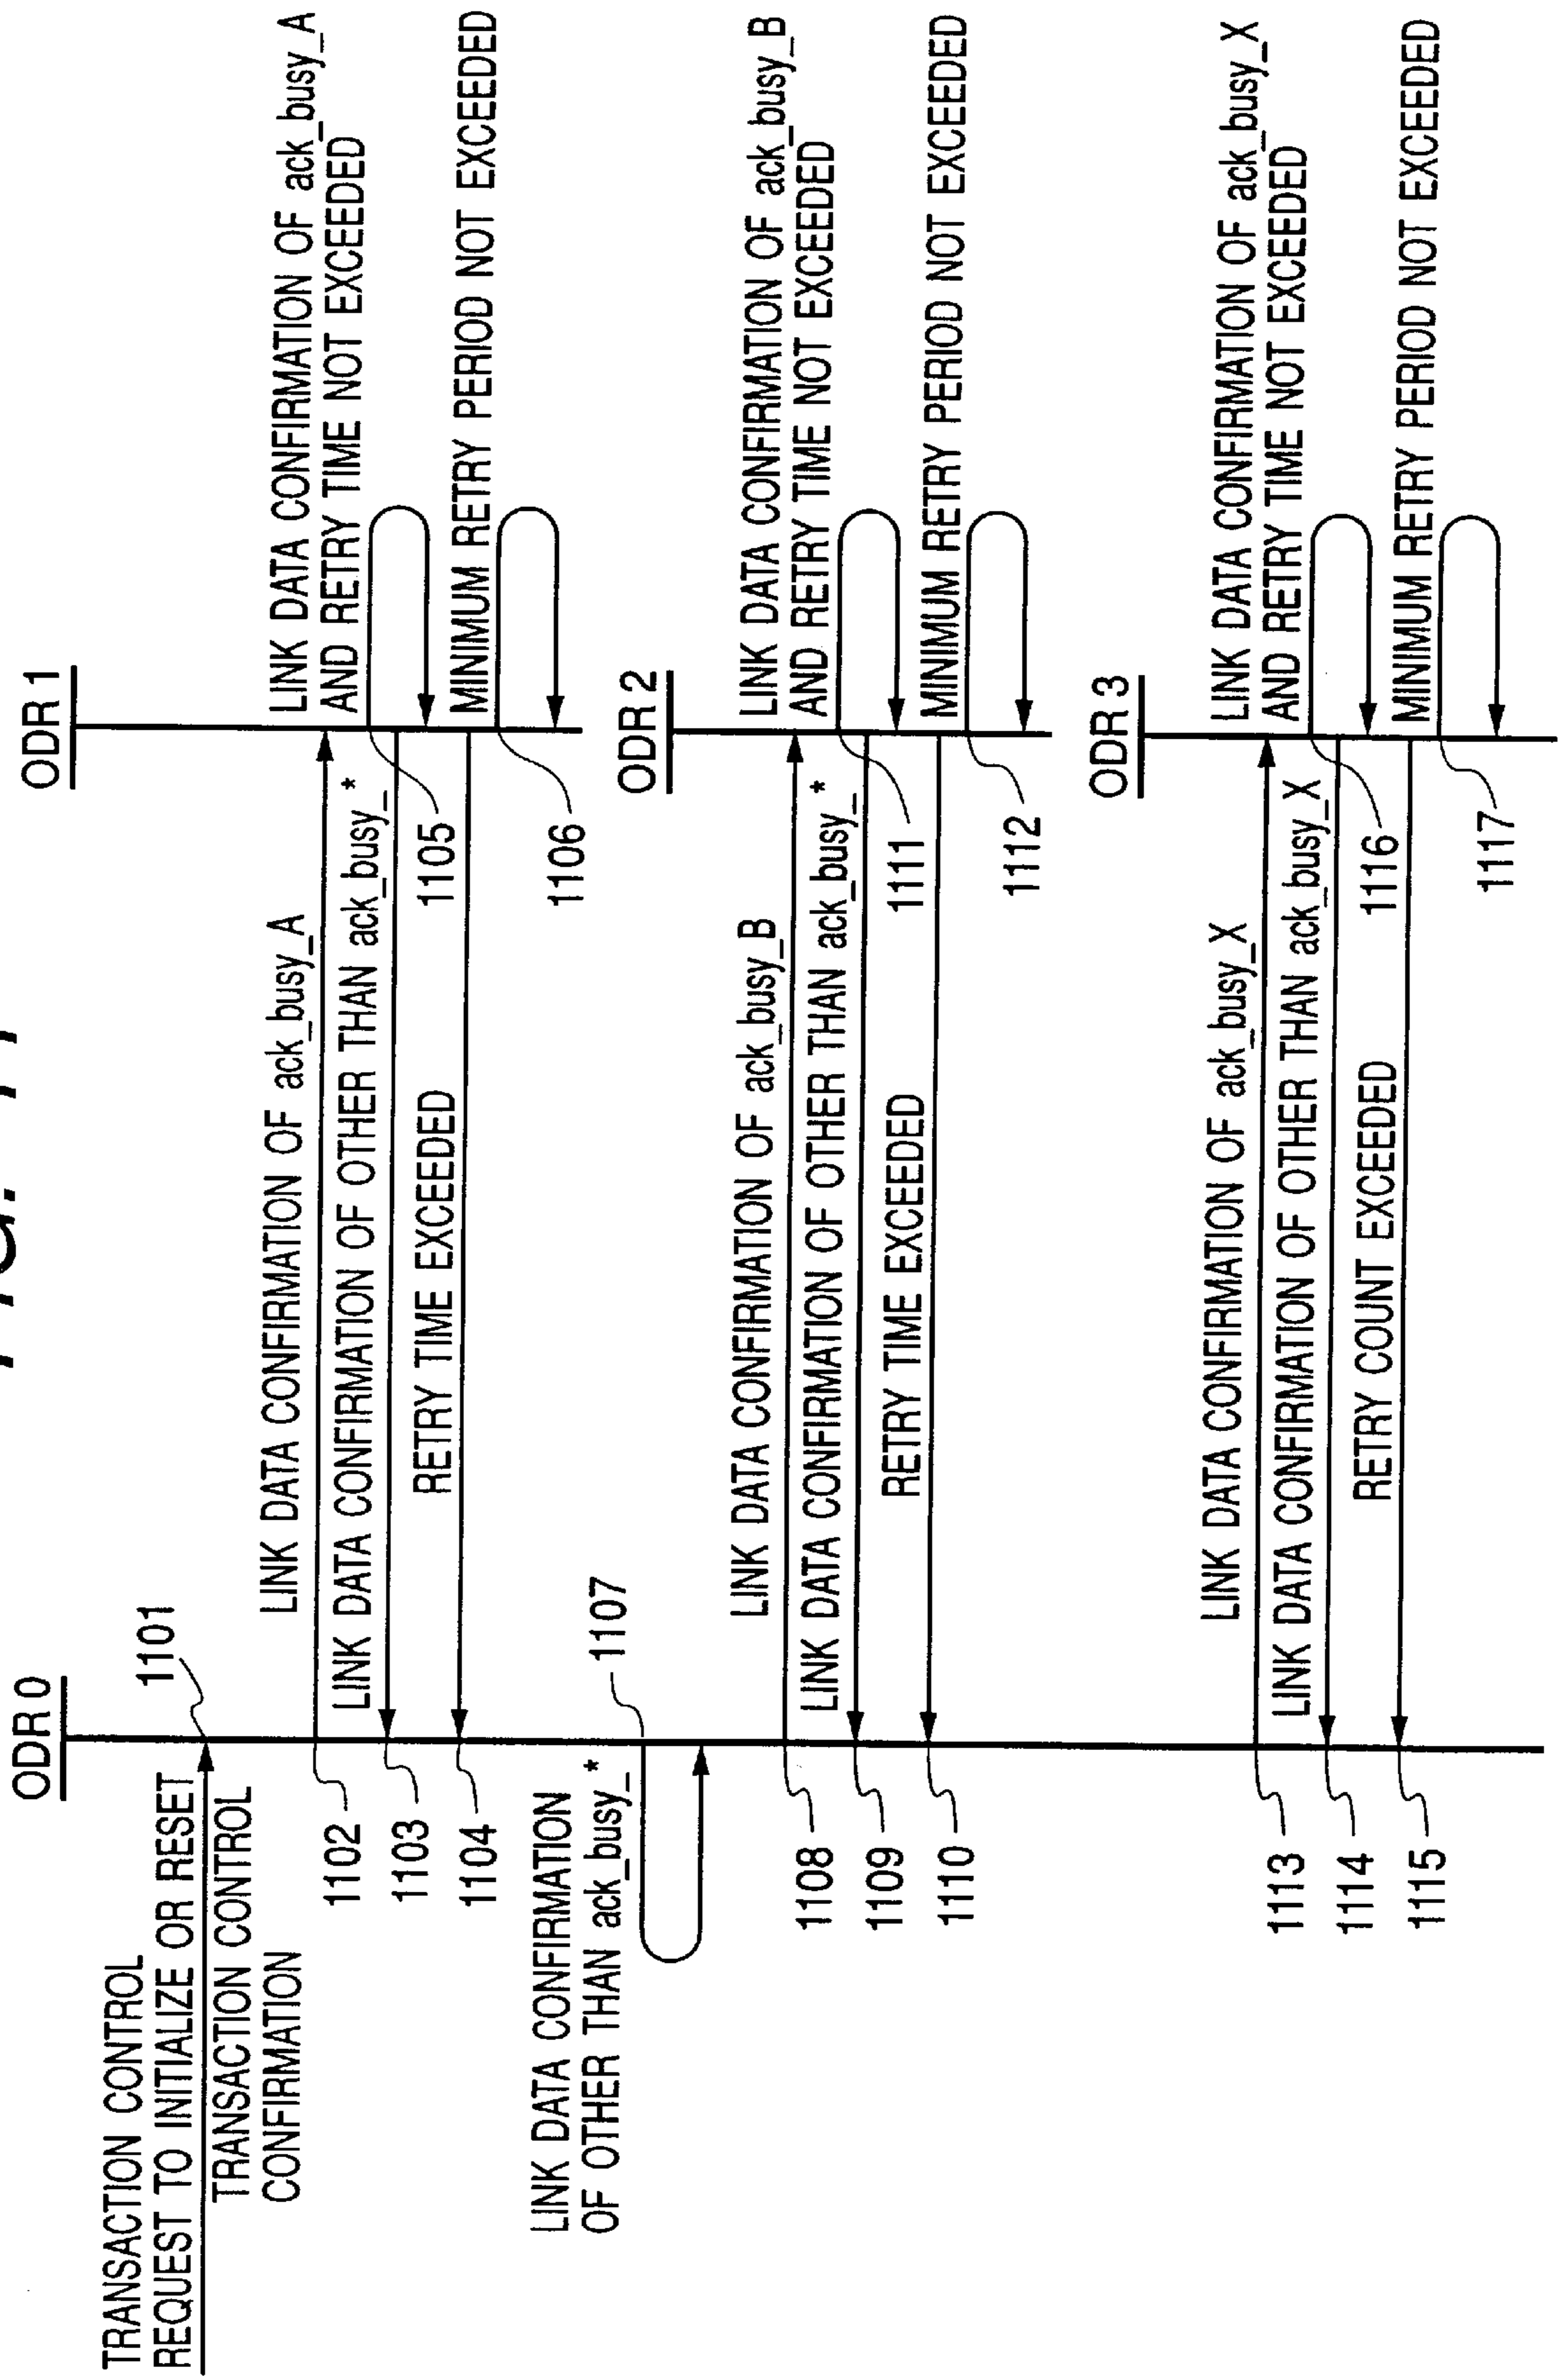 ODR 0
ODR 1
TRANSACTION CONTROL
REQUEST TO INITIALIZE OR RESET
TRANSACTION CONTROL
CONFIRMATION
1101
LINK DATA CONFIRMATION OF ack_busy_A
1102
LINK DATA CONFIRMATION OF OTHER THAN ack_busy_*
1103
RETRY TIME EXCEEDED
1104
LINK DATA CONFIRMATION OF ack_busy_A
AND RETRY TIME NOT EXCEEDED
1105
MINIMUM RETRY PERIOD NOT EXCEEDED
1106
LINK DATA CONFIRMATION
OF OTHER THAN ack_busy_*
1107
ODR 2
LINK DATA CONFIRMATION OF ack_busy_B
1108
LINK DATA CONFIRMATION OF OTHER THAN ack_busy_*
1109
RETRY TIME EXCEEDED
1110
LINK DATA CONFIRMATION OF ack_busy_B
AND RETRY TIME NOT EXCEEDED
1111
MINIMUM RETRY PERIOD NOT EXCEEDED
1112
ODR 3
LINK DATA CONFIRMATION OF ack_busy_X
1113
LINK DATA CONFIRMATION OF OTHER THAN ack_busy_X
1114
RETRY COUNT EXCEEDED
1115
LINK DATA CONFIRMATION OF ack_busy_X
AND RETRY TIME NOT EXCEEDED
1116
MINIMUM RETRY PERIOD NOT EXCEEDED
1117